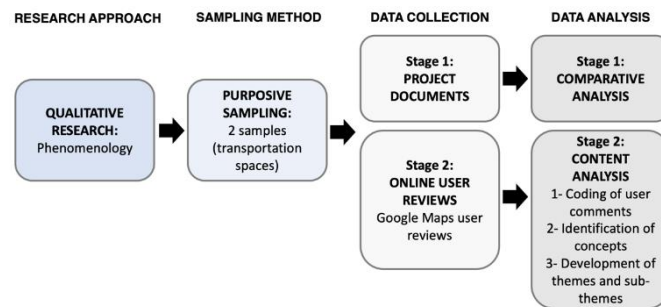 RESEARCH APPROACH
SAMPLING METHOD
DATA COLLECTION
DATA ANALYSIS
QUALITATIVE
RESEARCH:
Phenomenology
PURPOSIVE
SAMPLING:
2 samples
(transportation
spaces)
Stage 1:
PROJECT
DOCUMENTS
Stage 2:
ONLINE USER
REVIEWS
Google Maps user
reviews
Stage 1:
COMPARATIVE
ANALYSIS
Stage 2:
CONTENT
ANALYSIS
1- Coding of user
comments
2- Identification of
concepts
3- Development of
themes and sub-
themes